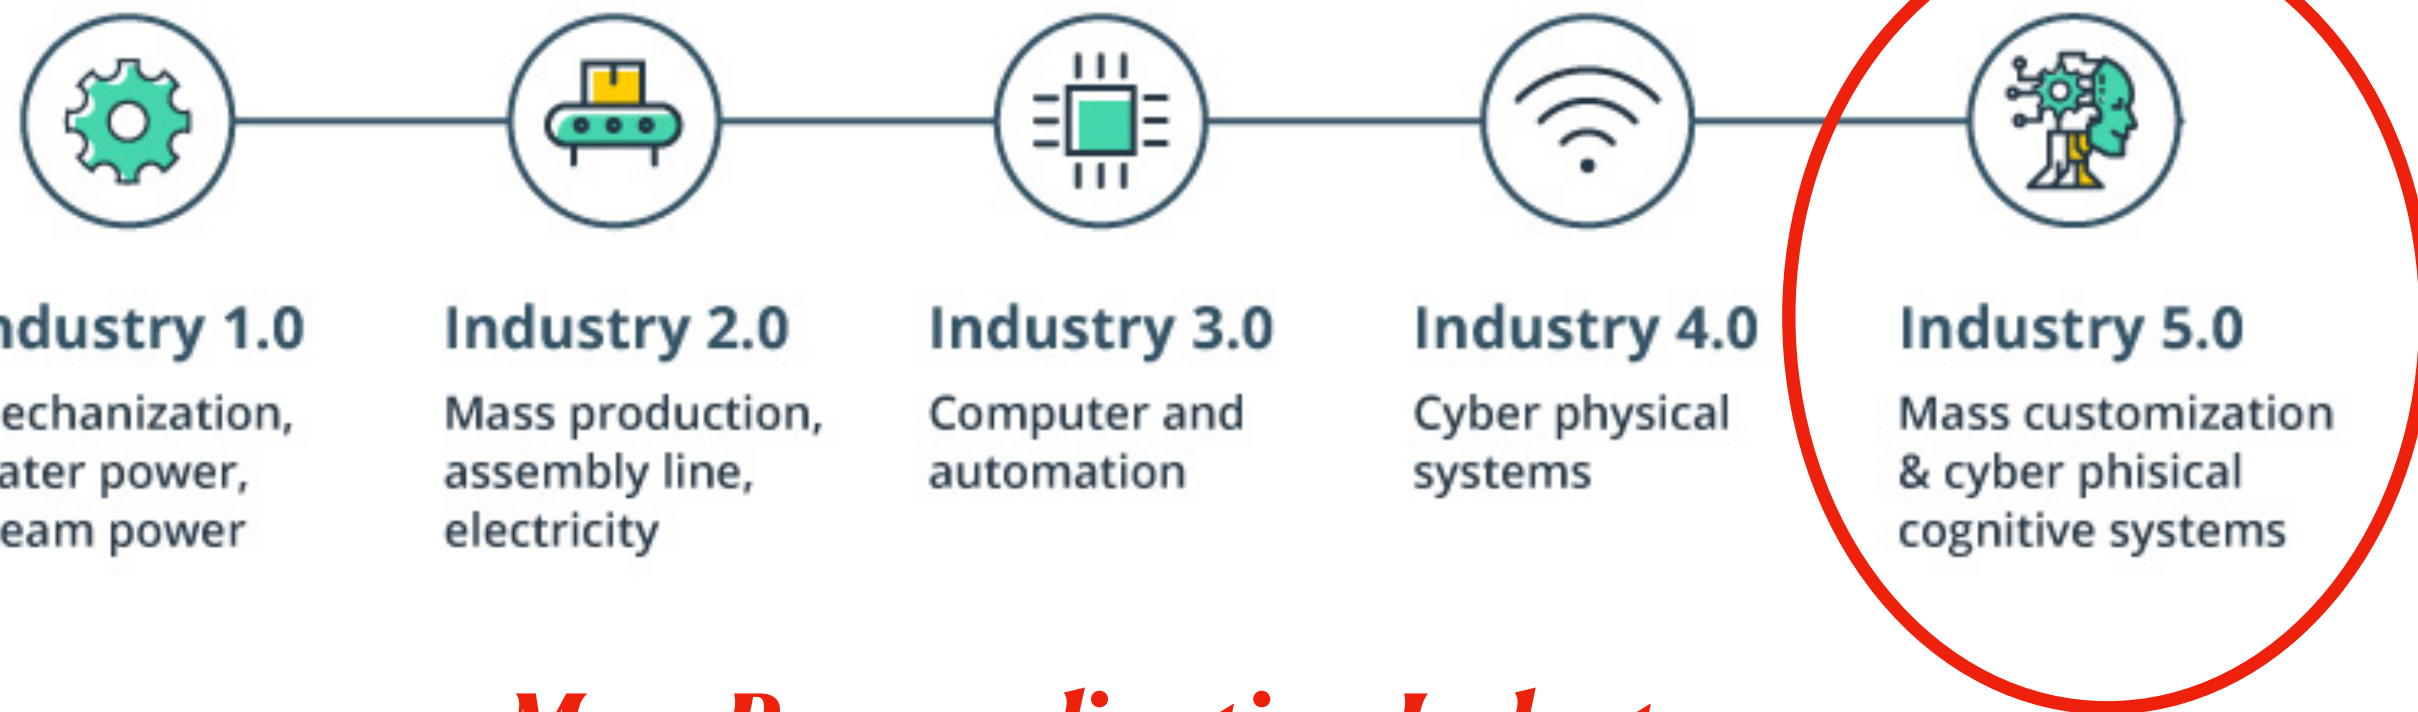 ndustry 1.0
echanization,
ater power,
eam power
Industry 2.0
Mass production,
assembly line,
electricity
Industry 3.0
Computer and
automation
Industry 4.0
Cyber physical
systems
Industry 5.0
Mass customization
& cyber phisical
cognitive systems